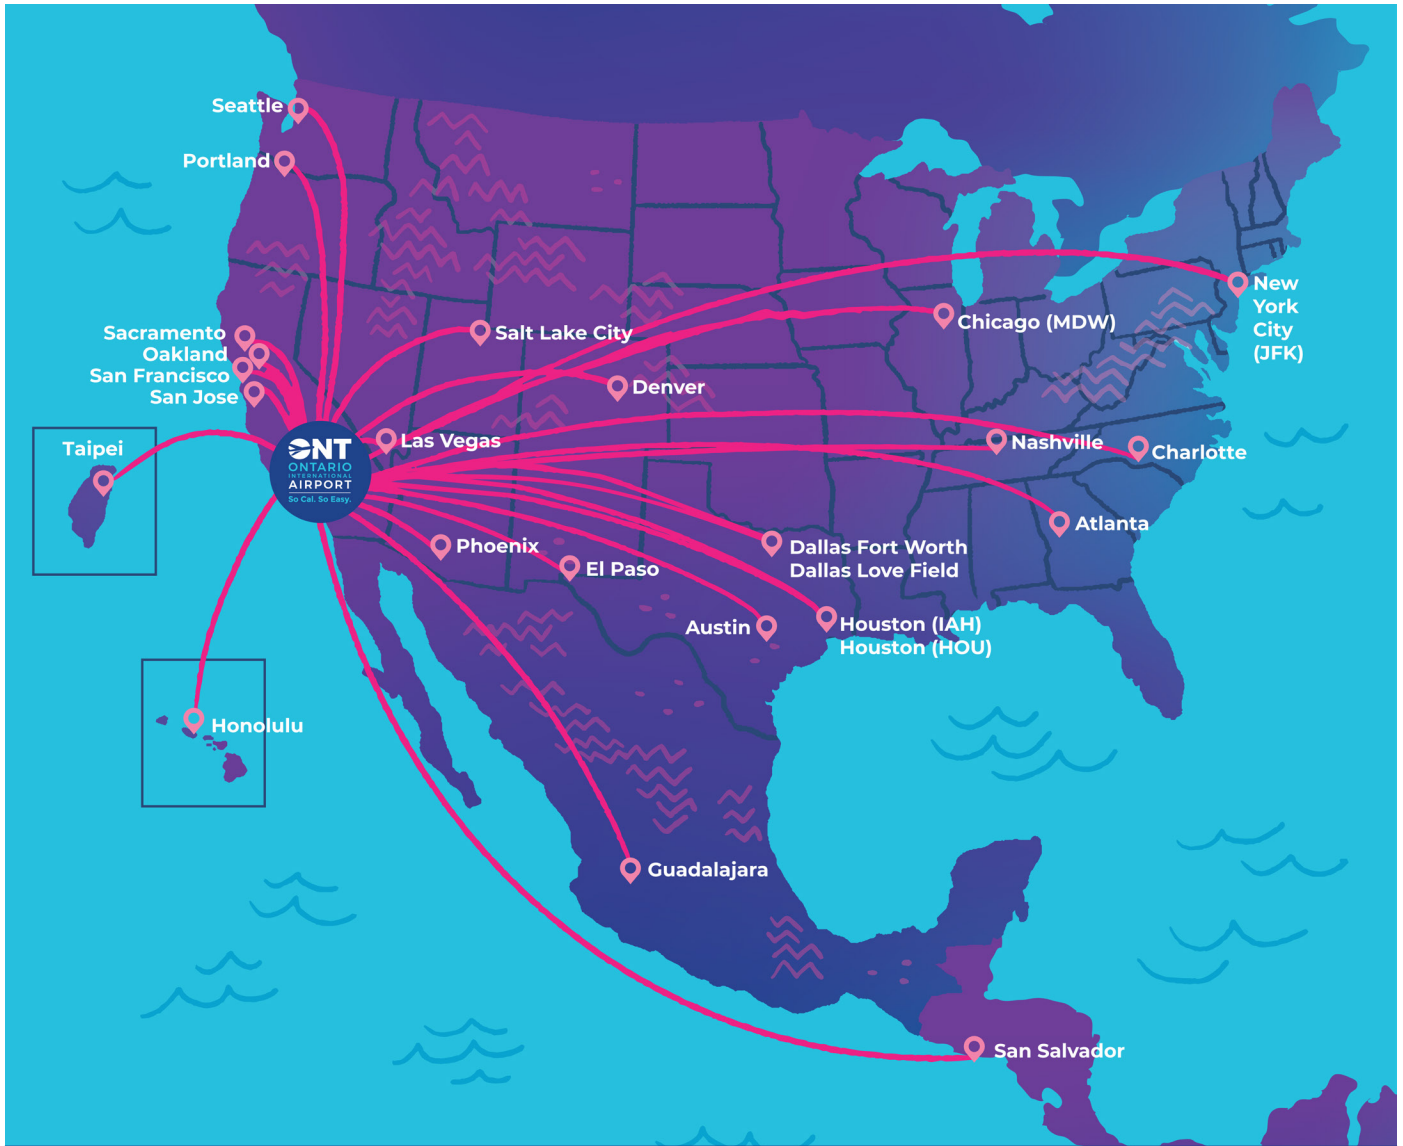 Seattle
Portland
Sacramento
Oakland
San Francisco
San Jose
Salt Lake City
Denver
Las Vegas
Chicago (MDW)
New
York
City
(JFK)
Nashville
Charlotte
Atlanta
Taipei
ONT
ONTARIO
INTERNATIONAL
AIRPORT
So Cal. So Easy.
Phoenix
El Paso
Dallas Fort Worth
Dallas Love Field
Austin
Houston (IAH)
Houston (HOU)
Honolulu
Guadalajara
San Salvador